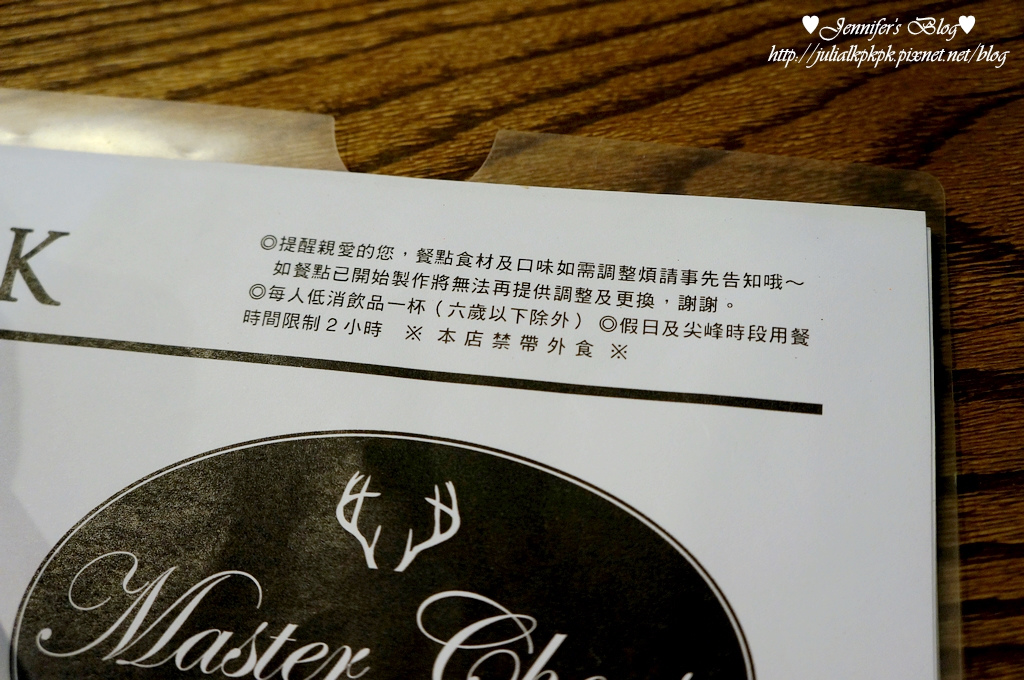 ♥Jennifer's Blog♥
http://julialkpkpk.pixnet.net/blog
K
◎提醒親愛的您，餐點食材及口味如需調整煩請事先告知哦～
如餐點已開始製作將無法再提供調整及更換，謝謝。
◎每人低消飲品一杯（六歲以下除外） ◎假日及尖峰時段用餐
時間限制2小時 ※ 本店禁帶外食 ※
Master